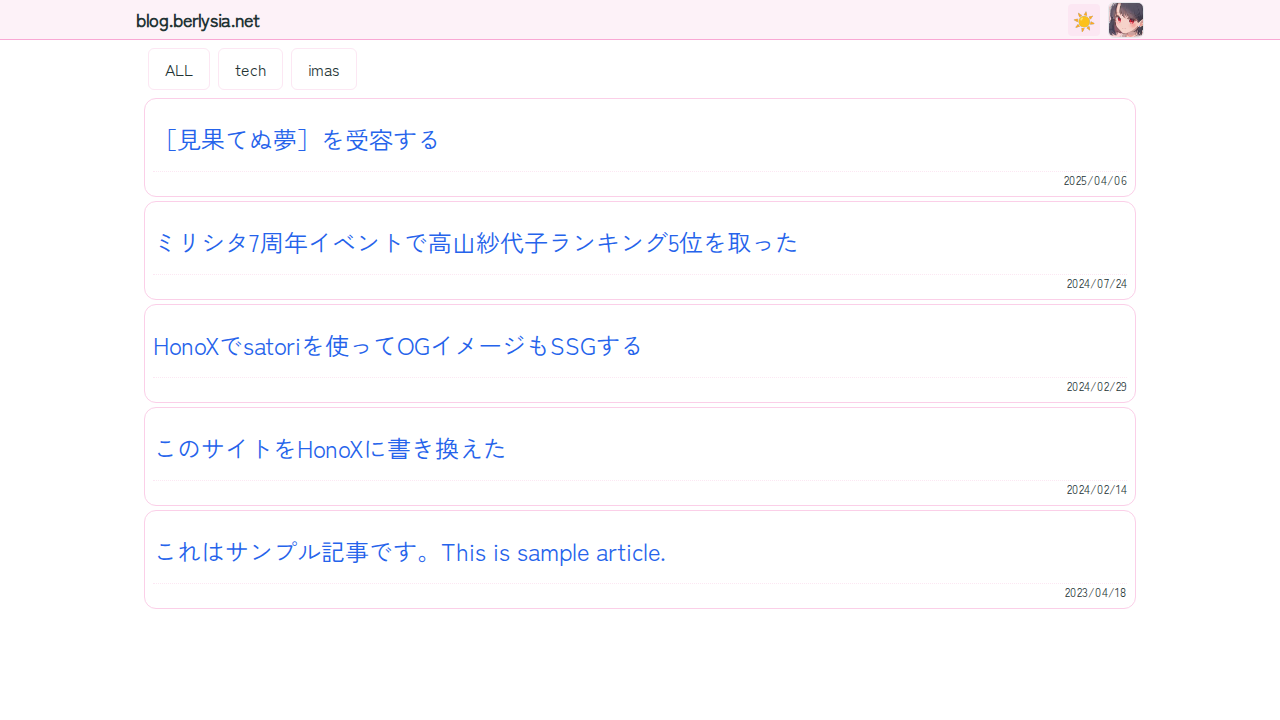 blog.berlysia.net
ALL
tech
imas
［見果てぬ夢］を受容する
2025/04/06
ミリシタ7周年イベントで高山紗代子ランキング5位を取った
2024/07/24
HonoXでsatoriを使ってOGイメージもSSGする
2024/02/29
このサイトをHonoXに書き換えた
2024/02/14
これはサンプル記事です。This is sample article.
2023/04/18